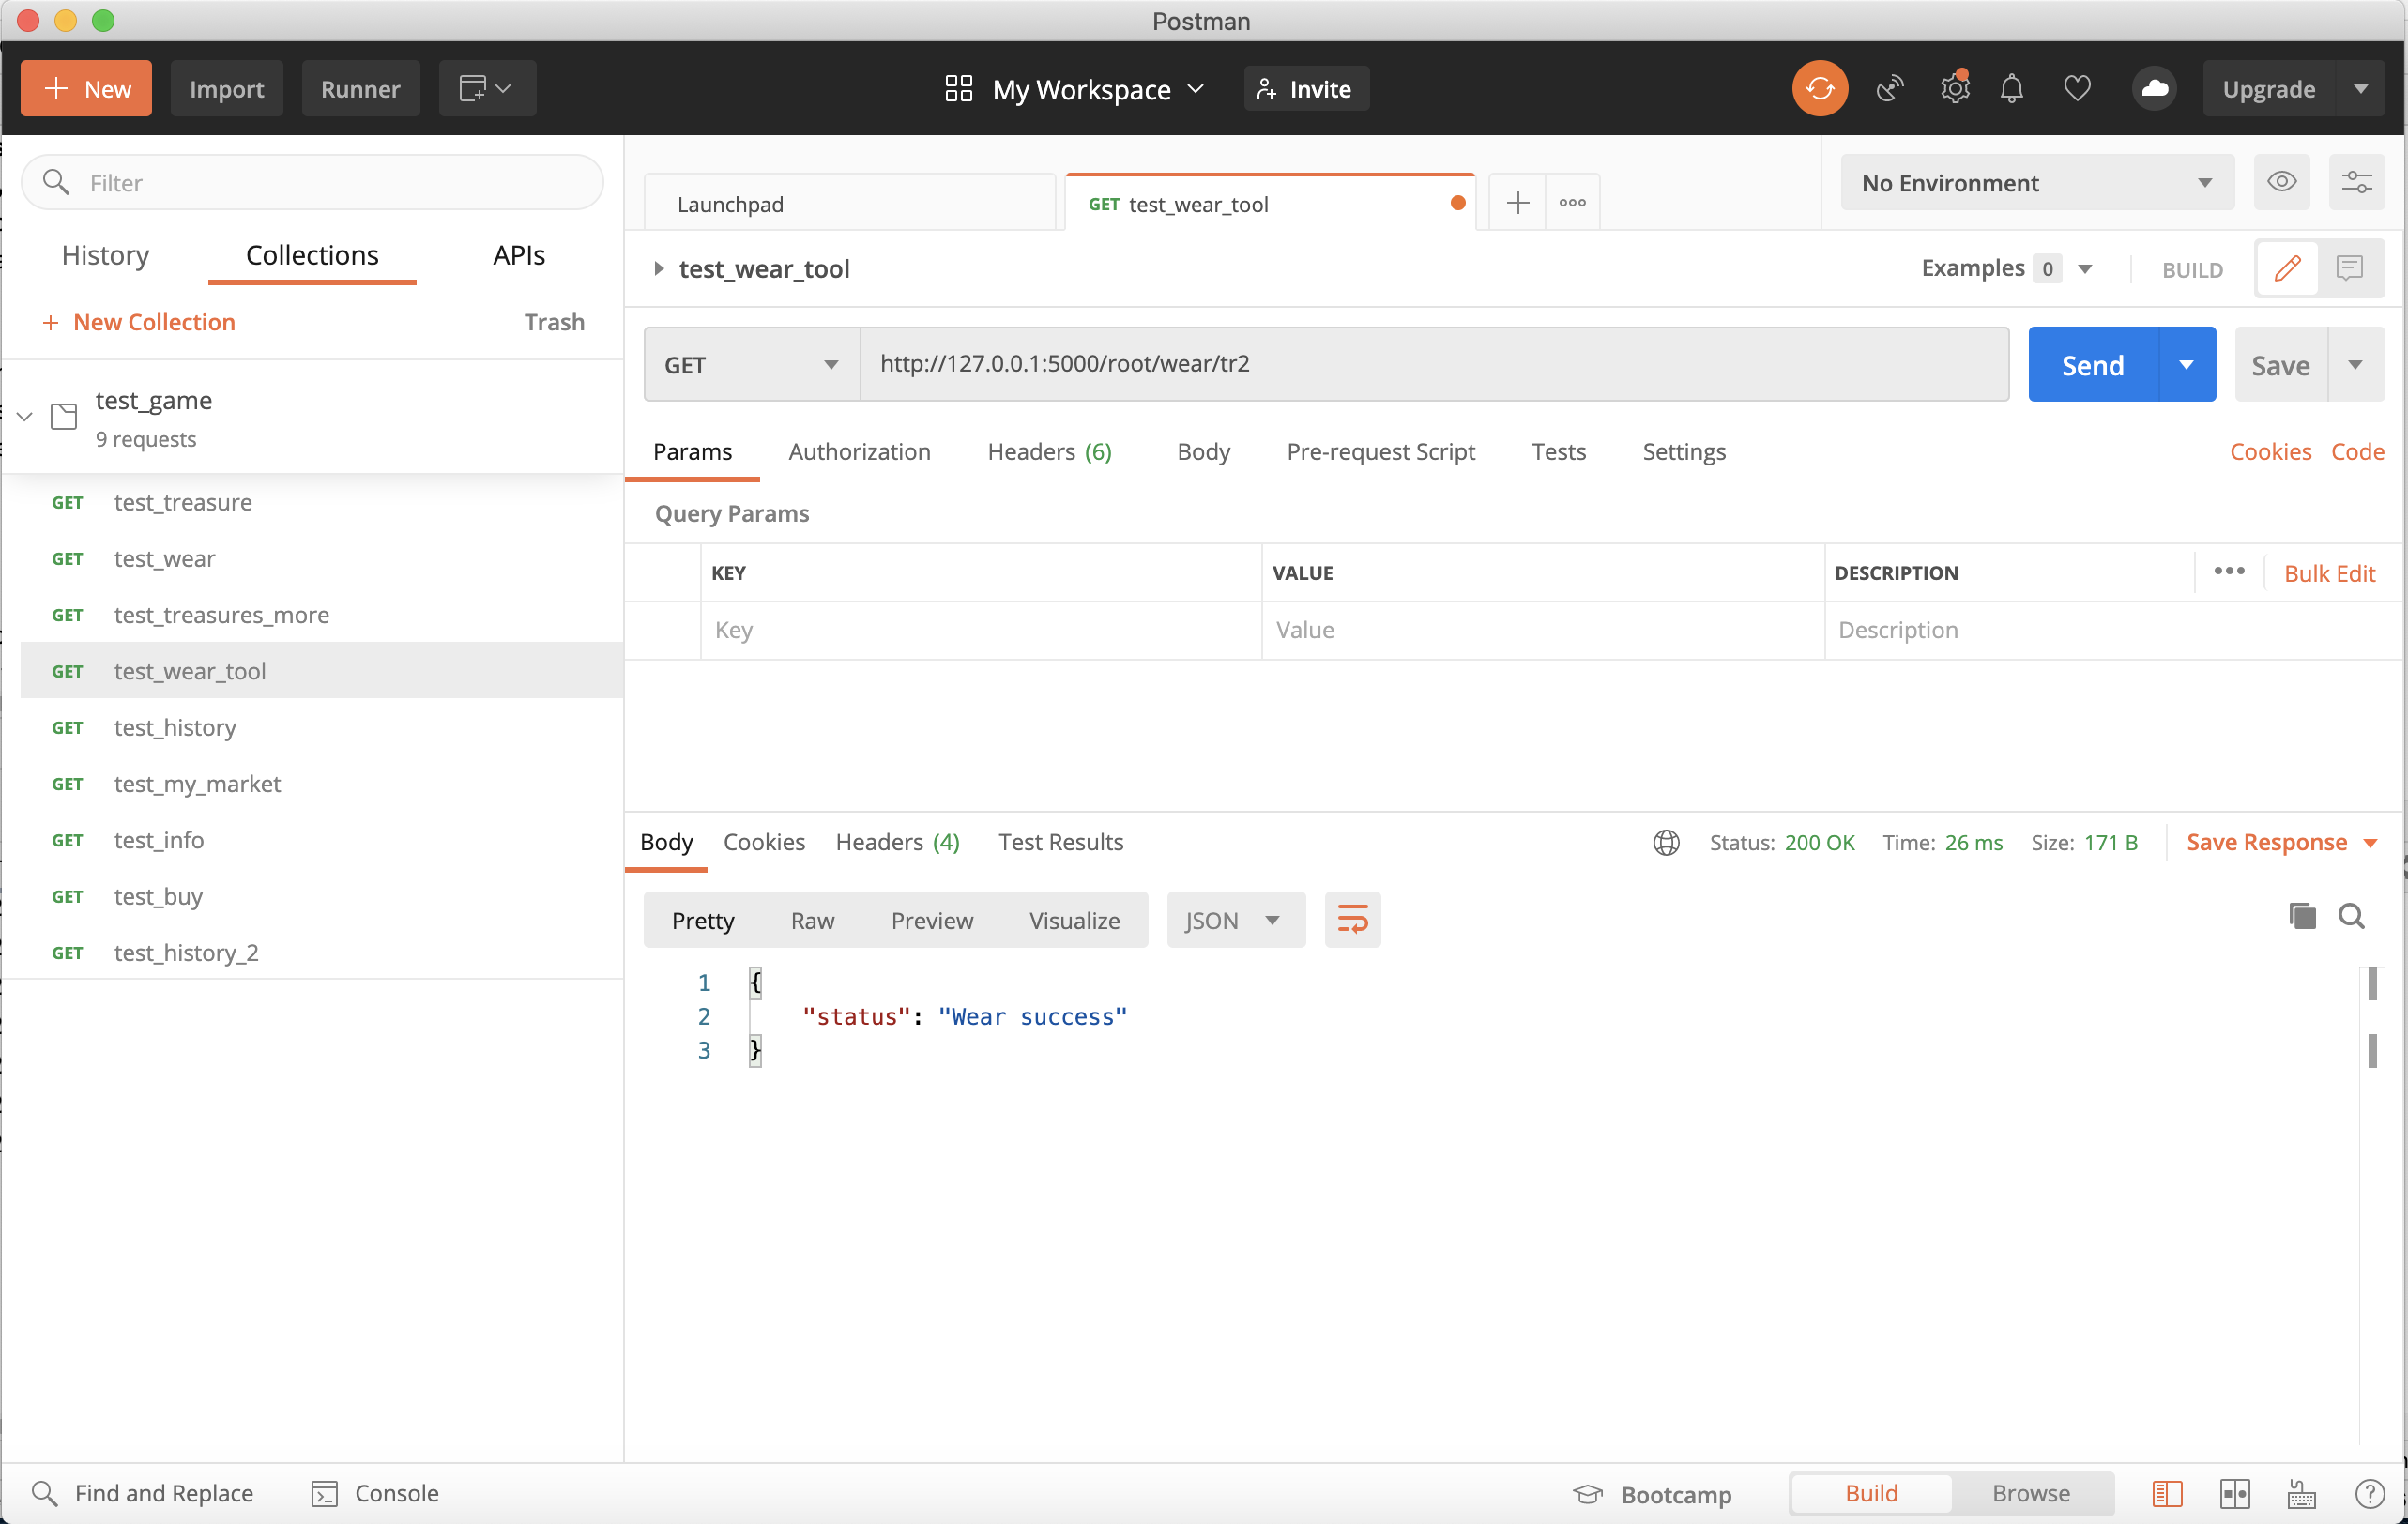 Postman
New Import Runner My Workspace Invite Upgrade
Filter
History Collections APIs
+ New Collection Trash
test_game
9 requests
GET test_treasure
GET test_wear
GET test_treasures_more
GET test_wear_tool
GET test_history
GET test_my_market
GET test_info
GET test_buy
GET test_history_2
Launchpad GET test_wear_tool No Environment
test_wear_tool Examples 0 BUILD
GET http://127.0.0.1:5000/root/wear/tr2 Send Save
Params Authorization Headers (6) Body Pre-request Script Tests Settings Cookies Code
Query Params
KEY VALUE DESCRIPTION Bulk Edit
Key Value Description
Body Cookies Headers (4) Test Results Status: 200 OK Time: 26 ms Size: 171 B Save Response
Pretty Raw Preview Visualize JSON
1 {
2 "status": "Wear success"
3 }
Find and Replace Console Bootcamp Build Browse